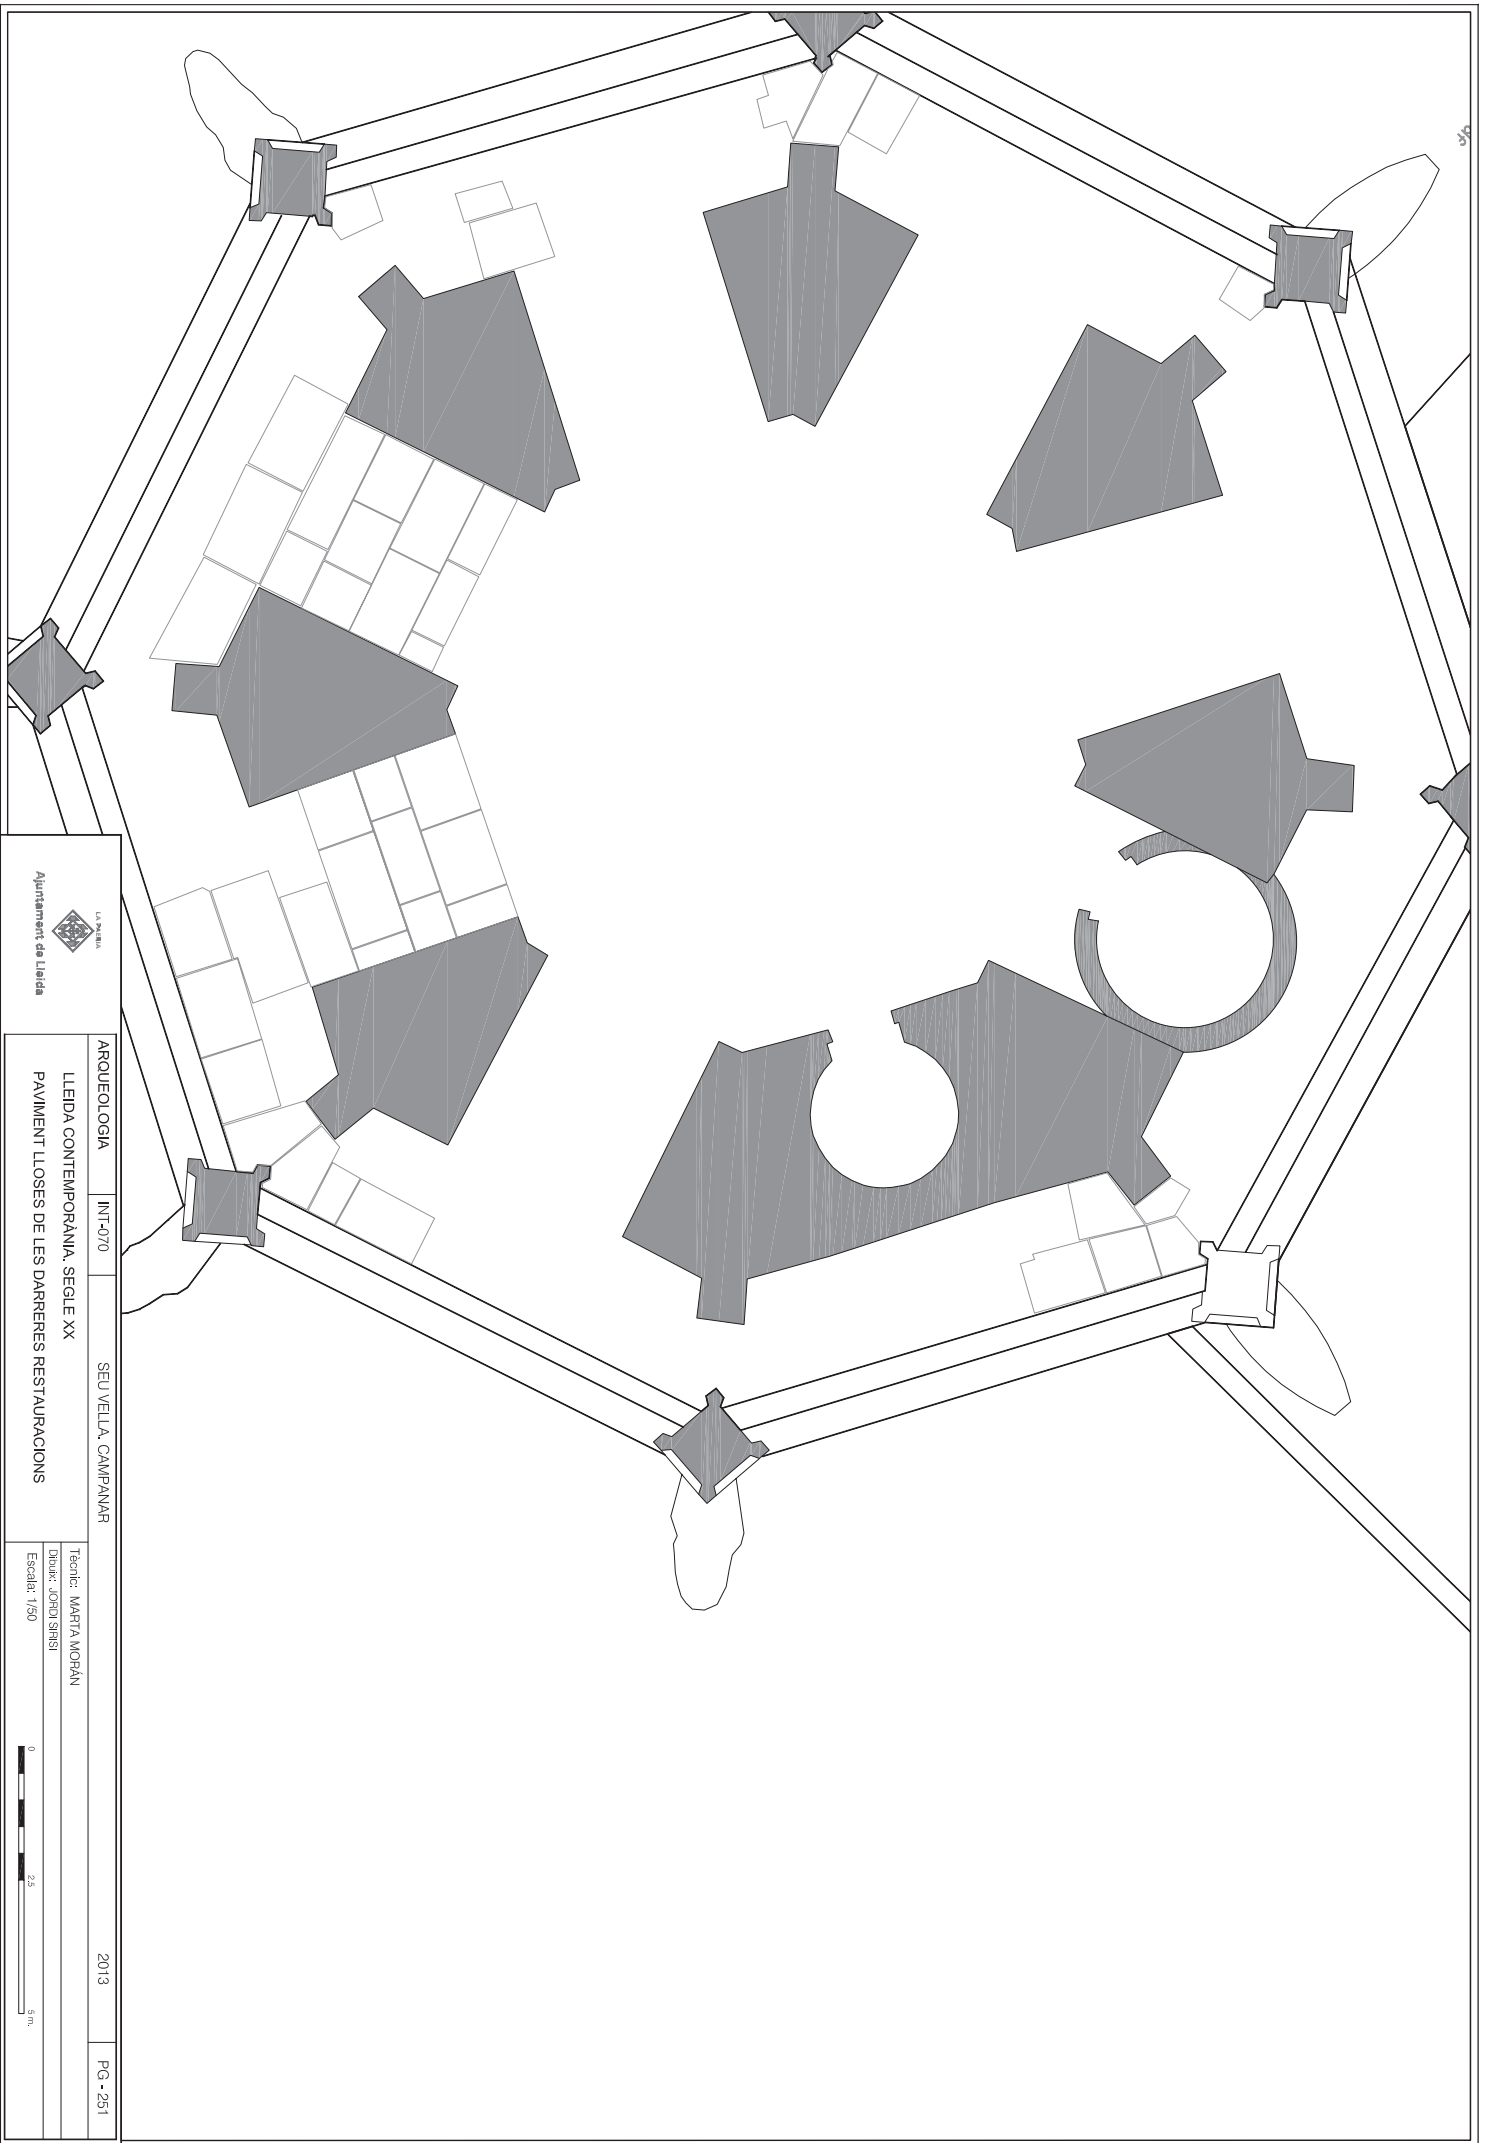 LA PAERIA
Ajuntament de Lleida
ARQUEOLOGIA
INT-070
SEU VELLA. CAMPANAR
2013
PG - 251
LLEIDA CONTEMPORÀNIA. SEGLE XX
PAVIMENT LLOSES DE LES DARRERES RESTAURACIONS
Tècnic: MARTA MORÁN
Dibuix: JORDI SIRISI
Escala: 1/50
0 2,5 5 m.